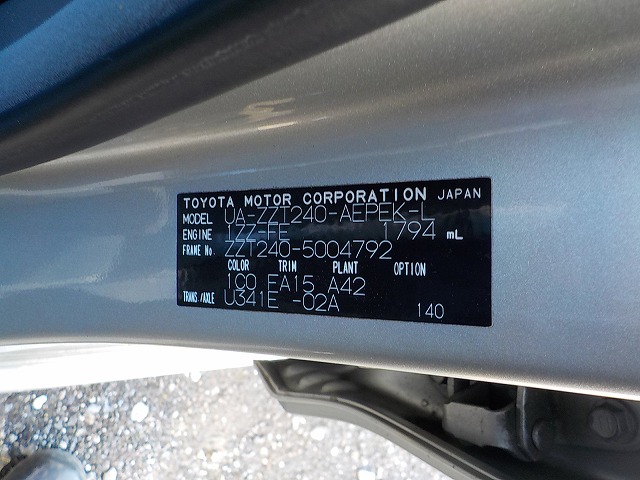 TOYOTA MOTOR CORPORATION JAPAN
MODEL UA-ZZT240-AEPEK-L
ENGINE 1ZZ-FE 1794 mL
FRAME No. ZZT240-5004792
COLOR TRIM PLANT OPTION
1C0 EA15 A42
TRANS./AXLE U341E -02A
140